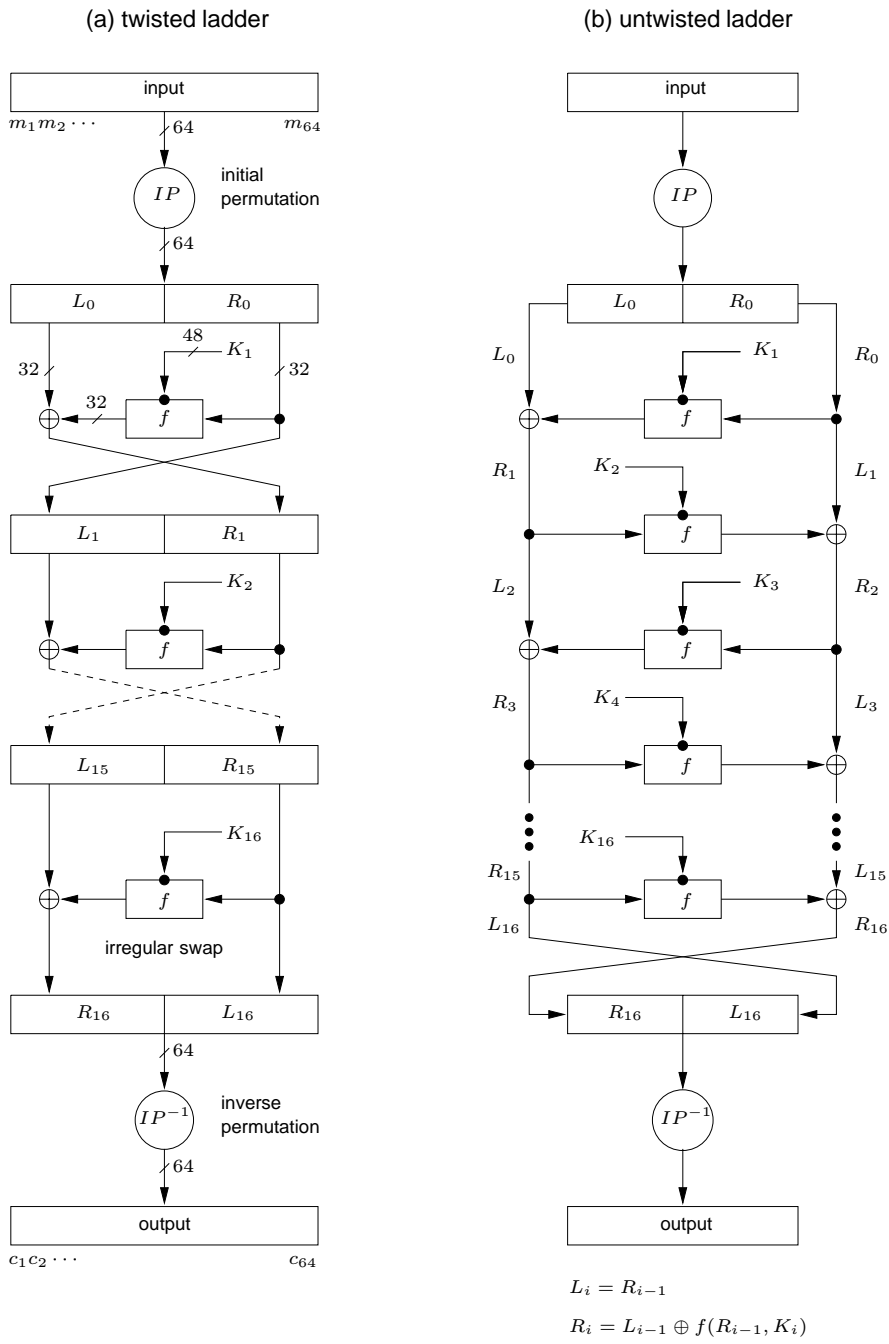 (a) twisted ladder
input
m₁m₂ ⋯ m₆₄
64
IP
initial
permutation
64
L₀ R₀
48
K₁
32 32
32
f
L₁ R₁
K₂
f
L₁₅ R₁₅
K₁₆
f
irregular swap
R₁₆ L₁₆
64
IP⁻¹
inverse
permutation
64
output
c₁c₂ ⋯ c₆₄
(b) untwisted ladder
input
IP
L₀ R₀
L₀ K₁ R₀
f
R₁ K₂ L₁
f
L₂ K₃ R₂
f
R₃ K₄ L₃
f
K₁₆
R₁₅ L₁₅
f
L₁₆ R₁₆
R₁₆ L₁₆
IP⁻¹
output
Lᵢ = Rᵢ₋₁
Rᵢ = Lᵢ₋₁ ⊕ f(Rᵢ₋₁, Kᵢ)